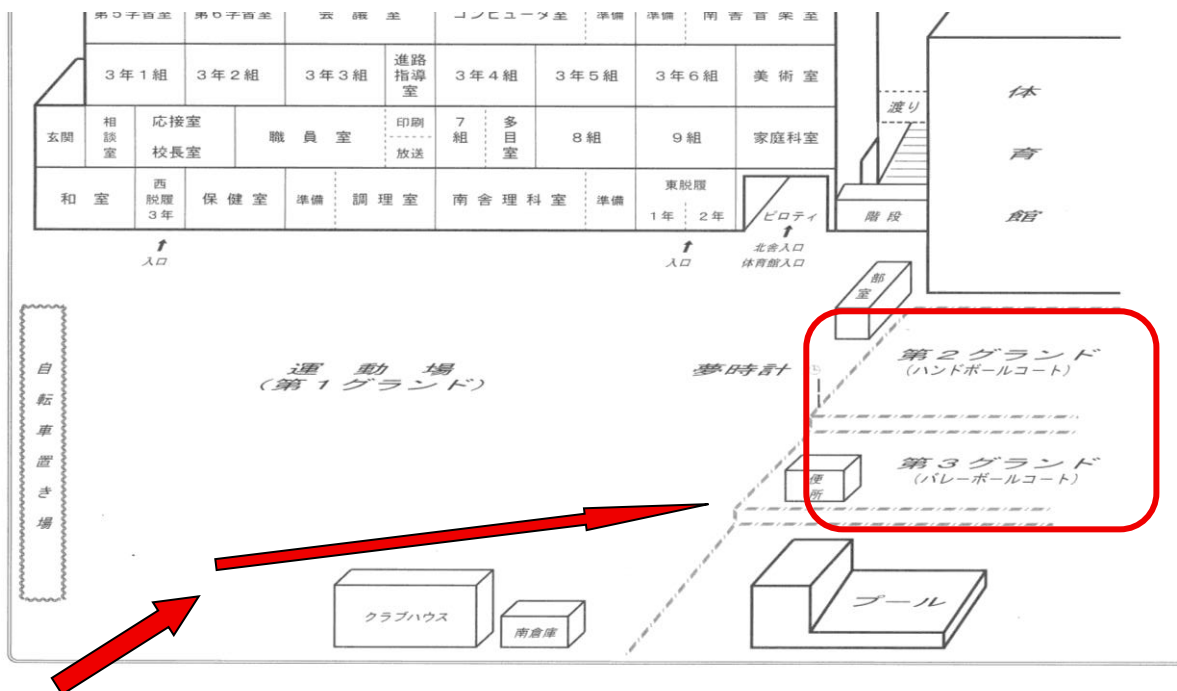 第5学習室 第6学習室 会議室 コンピュータ室 準備 準備 南舎音楽室
3年1組 3年2組 3年3組 進路指導室 3年4組 3年5組 3年6組 美術室
玄関 相談室 応接室 校長室 職員室 印刷 放送 7組 多目室 8組 9組 家庭科室
和室 西脱履3年 保健室 準備 調理室 南舎理科室 準備 東脱履 1年 2年 ピロティ 階段
渡り
体育館
入口
入口
北舎入口
体育館入口
部室
自転車置き場
運動場
(第1グランド)
夢時計
第2グランド
(ハンドボールコート)
第3グランド
(バレーボールコート)
便所
クラブハウス
南倉庫
プール